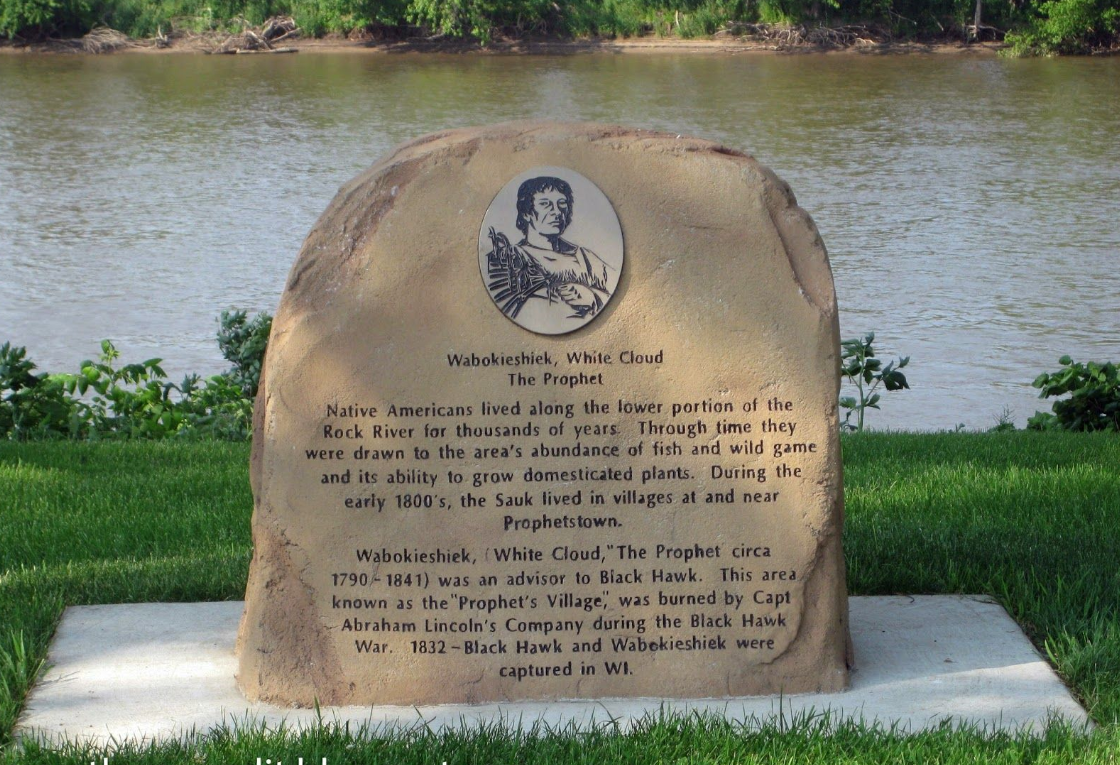 Wabokieshiek, White Cloud
The Prophet
Native Americans lived along the lower portion of the
Rock River for thousands of years. Through time they
were drawn to the area's abundance of fish and wild game
and its ability to grow domesticated plants. During the
early 1800's, the Sauk lived in villages at and near
Prophetstown.
Wabokieshiek, (White Cloud," The Prophet circa
1790 - 1841) was an advisor to Black Hawk. This area
known as the "Prophet's Village," was burned by Capt
Abraham Lincoln's Company during the Black Hawk
War. 1832 – Black Hawk and Wabokieshiek were
captured in WI.